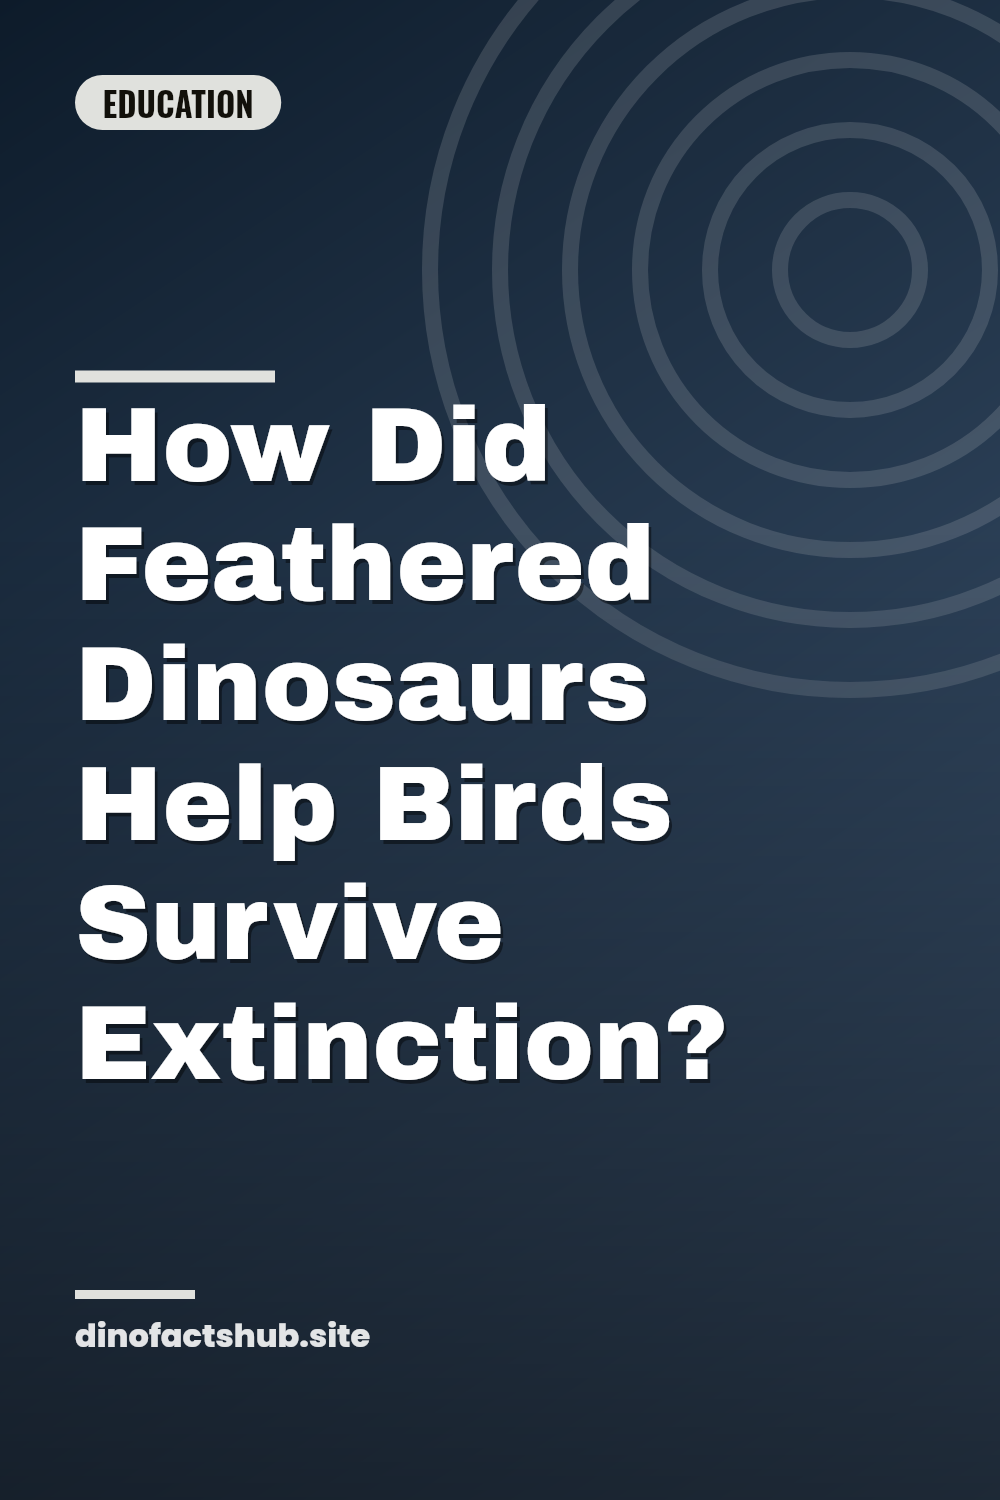 EDUCATION
How Did
Feathered
Dinosaurs
Help Birds
Survive
Extinction?
dinofactshub.site